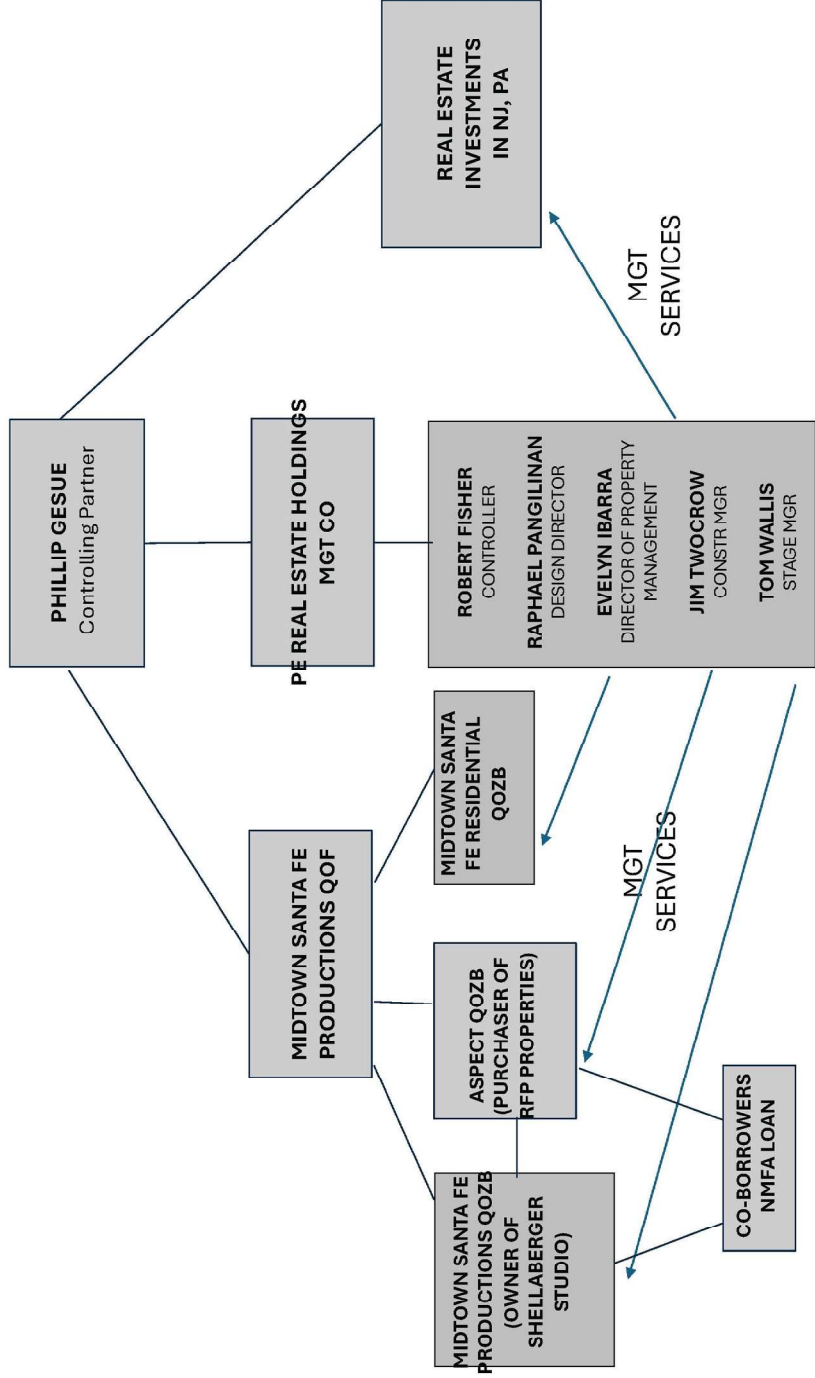 PHILLIP GESUE
Controlling Partner
MIDTOWN SANTA FE
PRODUCTIONS QOF
PE REAL ESTATE HOLDINGS
MGT CO
REAL ESTATE
INVESTMENTS
IN NJ, PA
MIDTOWN SANTA FE
PRODUCTIONS QOZB
(OWNER OF
SHELLABERGER
STUDIO)
ASPECT QOZB
(PURCHASER OF
RFP PROPERTIES)
MIDTOWN SANTA
FE RESIDENTIAL
QOZB
ROBERT FISHER
CONTROLLER
RAPHAEL PANGILINAN
DESIGN DIRECTOR
EVELYN IBARRA
DIRECTOR OF PROPERTY
MANAGEMENT
JIM TWOCROW
CONSTR MGR
TOM WALLIS
STAGE MGR
MGT
SERVICES
MGT
SERVICES
CO-BORROWERS
NMFA LOAN